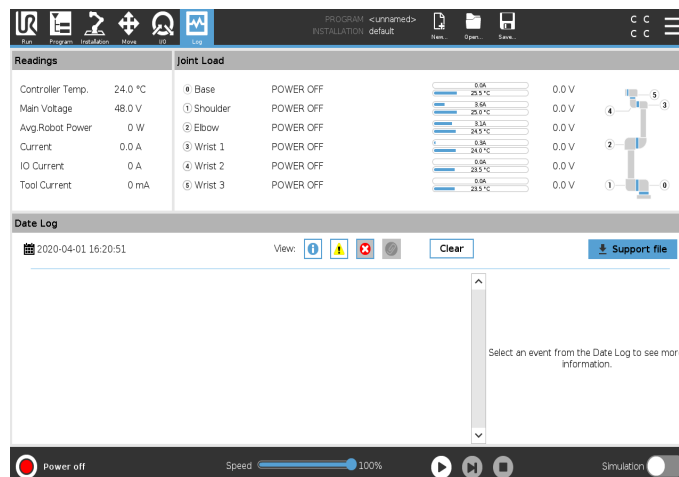 PROGRAM <unnamed>
INSTALLATION default
UR
Run Program Installation Move I/O Log New... Open... Save...
C C
C C
Readings
Controller Temp. 24.0 °C
Main Voltage 48.0 V
Avg.Robot Power 0 W
Current 0.0 A
IO Current 0 A
Tool Current 0 mA
Joint Load
0 Base POWER OFF 0.0A 25.5 °C 0.0 V
1 Shoulder POWER OFF 3.6A 25.0 °C 0.0 V
2 Elbow POWER OFF 3.1A 24.5 °C 0.0 V
3 Wrist 1 POWER OFF 0.3A 24.0 °C 0.0 V
4 Wrist 2 POWER OFF 0.0A 23.5 °C 0.0 V
5 Wrist 3 POWER OFF 0.0A 23.5 °C 0.0 V
5
4 3
2
1 0
Date Log
2020-04-01 16:20:51 View: Clear Support file
Select an event from the Date Log to see mor
information.
Power off Speed 100% Simulation